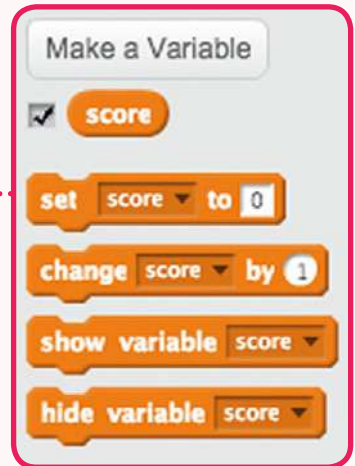 Make a Variable
score
set score to 0
change score by 1
show variable score
hide variable score